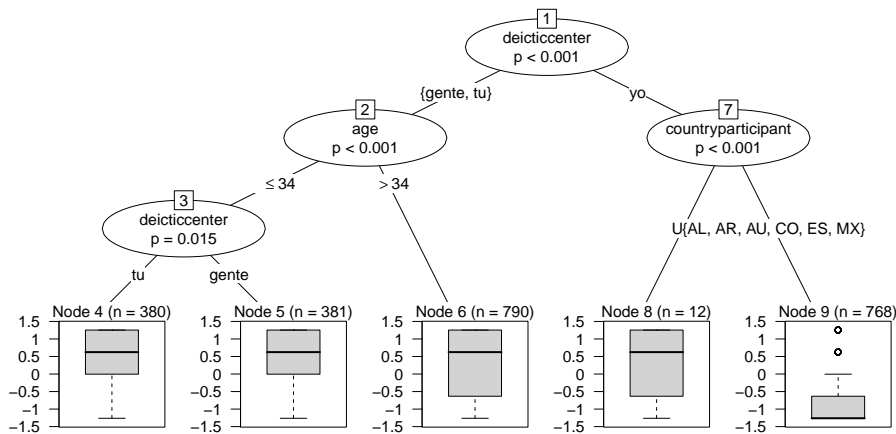 1
deicticcenter
p < 0.001
{gente, tu}
yo
2
age
p < 0.001
7
countryparticipant
p < 0.001
≤ 34
> 34
3
deicticcenter
p = 0.015
U{AL, AR, AU, CO, ES, MX}
tu
gente
Node 4 (n = 380)
1.5
1
0.5
0
−0.5
−1
−1.5
Node 5 (n = 381)
1.5
1
0.5
0
−0.5
−1
−1.5
Node 6 (n = 790)
1.5
1
0.5
0
−0.5
−1
−1.5
Node 8 (n = 12)
1.5
1
0.5
0
−0.5
−1
−1.5
Node 9 (n = 768)
1.5
1
0.5
0
−0.5
−1
−1.5